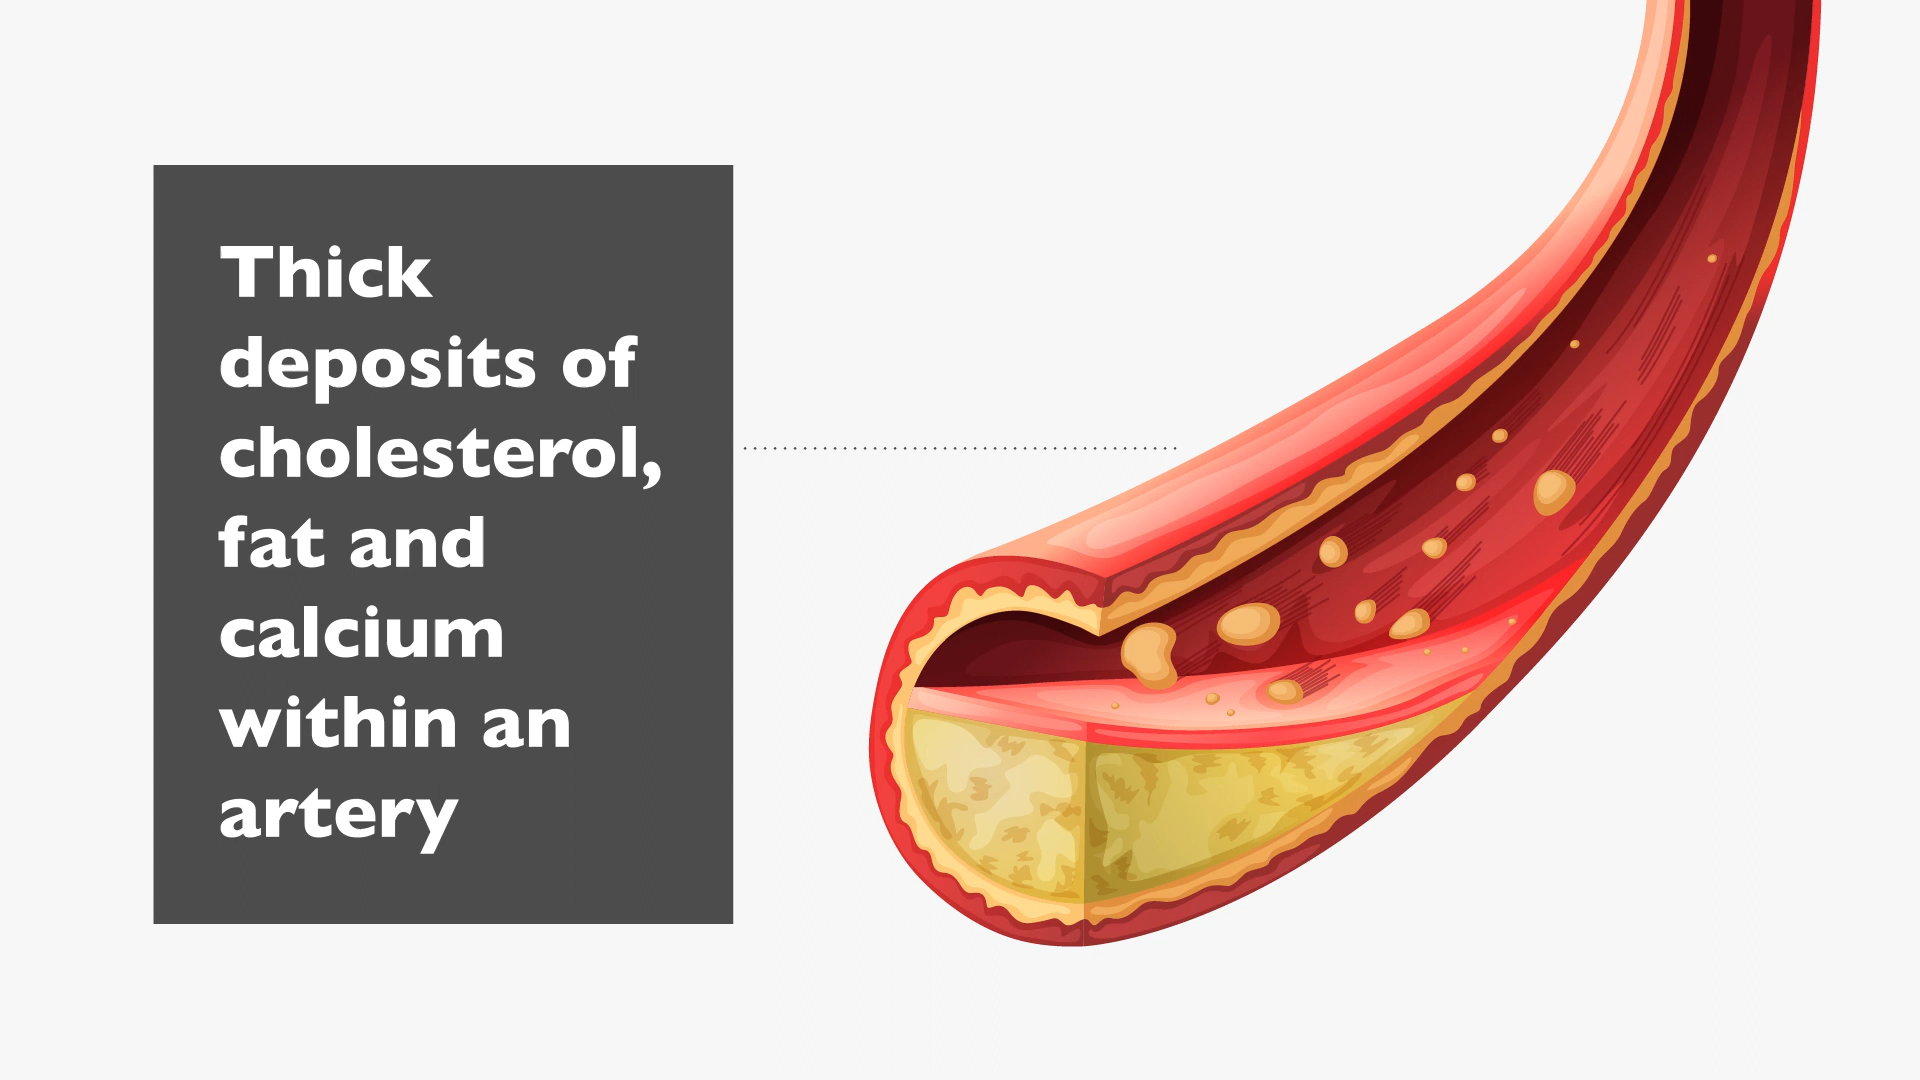 Thick
deposits of
cholesterol,
fat and
calcium
within an
artery